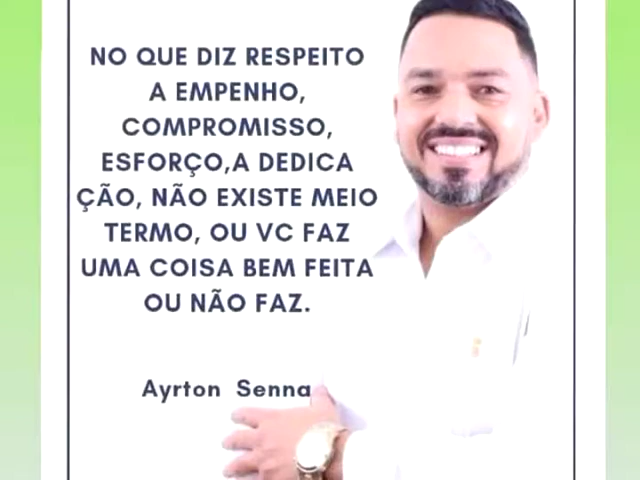 NO QUE DIZ RESPEITO
A EMPENHO,
COMPROMISSO,
ESFORÇO,A DEDICA
ÇÃO, NÃO EXISTE MEIO
TERMO, OU VC FAZ
UMA COISA BEM FEITA
OU NÃO FAZ.
Ayrton Senna